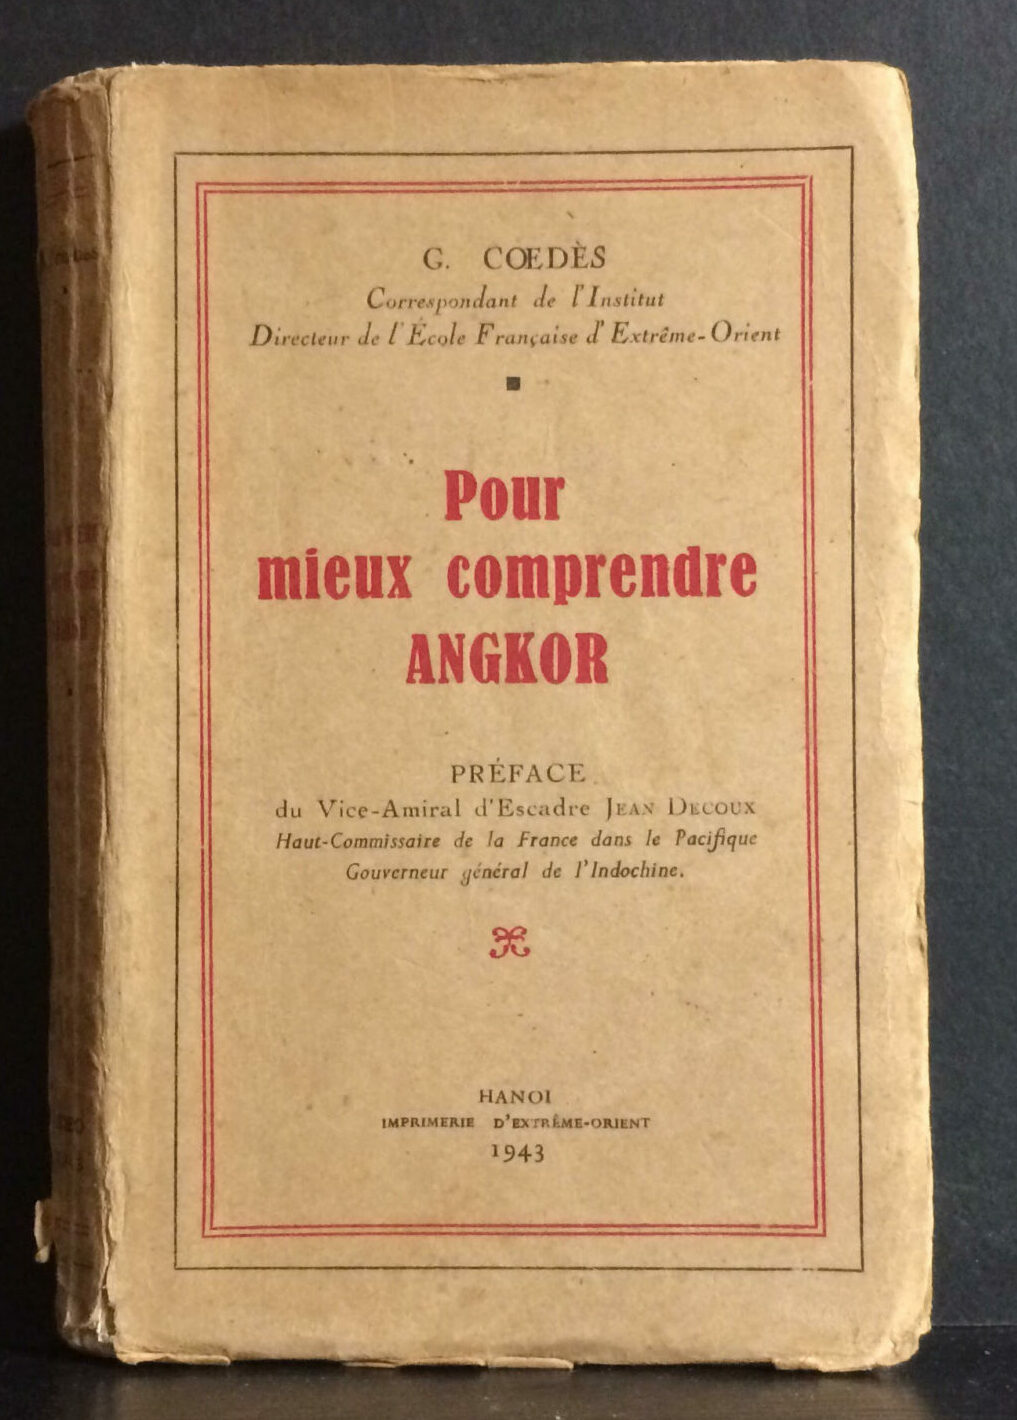 G. CŒDÈS
Correspondant de l'Institut
Directeur de l'École Française d'Extrême-Orient
Pour
mieux comprendre
ANGKOR
PRÉFACE
du Vice-Amiral d'Escadre JEAN DECOUX
Haut-Commissaire de la France dans le Pacifique
Gouverneur général de l'Indochine.
HANOI
IMPRIMERIE D'EXTRÊME-ORIENT
1943